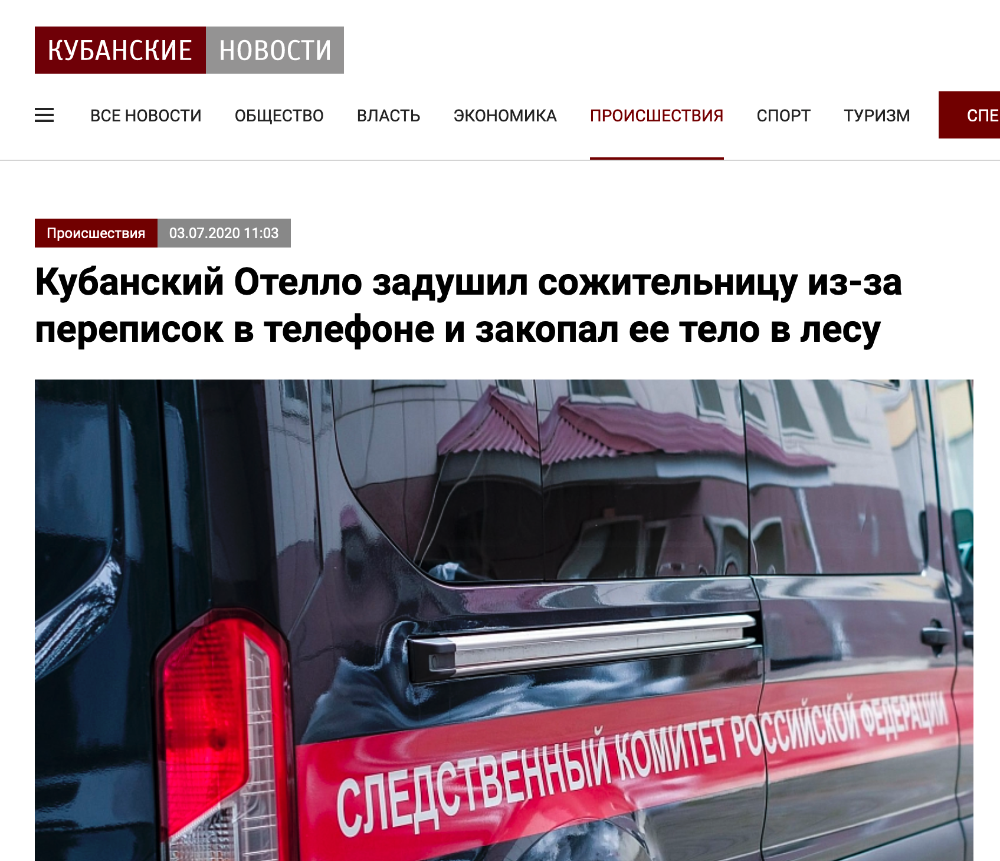 КУБАНСКИЕ НОВОСТИ
ВСЕ НОВОСТИ ОБЩЕСТВО ВЛАСТЬ ЭКОНОМИКА ПРОИСШЕСТВИЯ СПОРТ ТУРИЗМ СПЕ
Происшествия 03.07.2020 11:03
Кубанский Отелло задушил сожительницу из-за
переписок в телефоне и закопал ее тело в лесу
СЛЕДСТВЕННЫЙ КОМИТЕТ РОССИЙСКОЙ ФЕДЕРАЦИИ